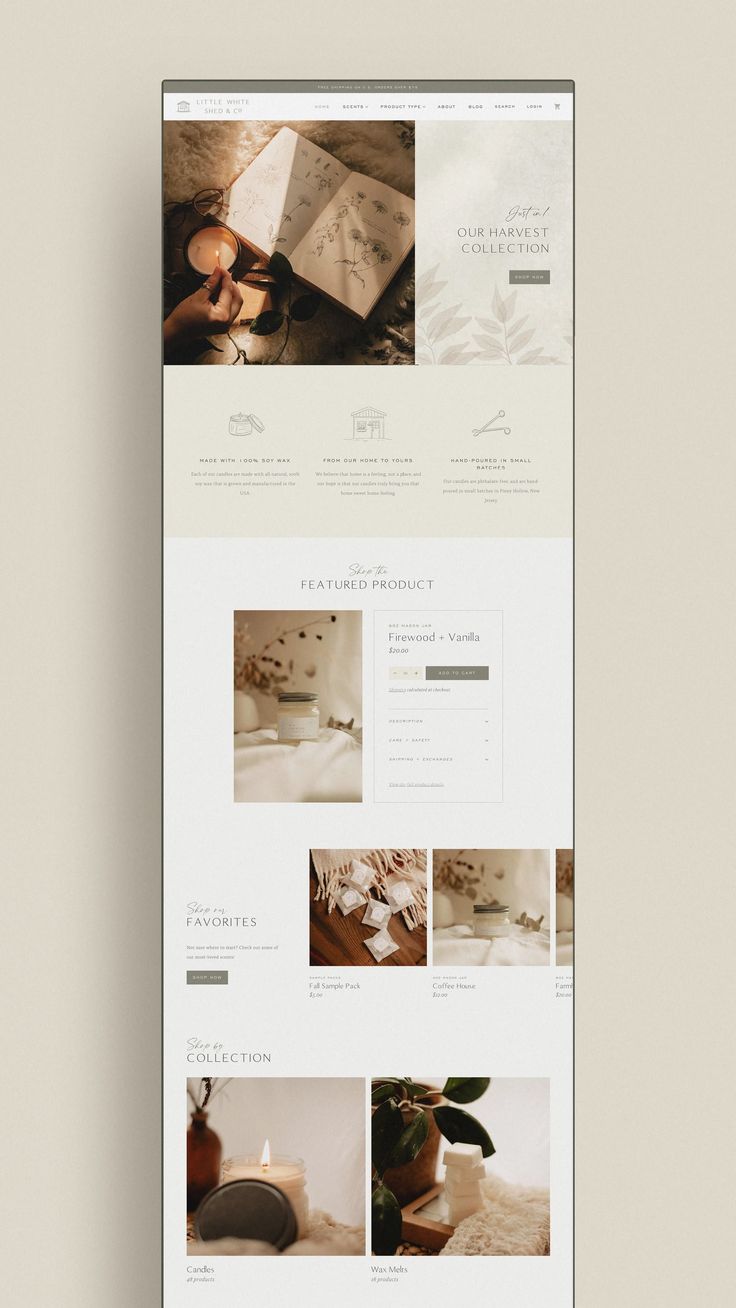 FREE SHIPPING ON U.S. ORDERS OVER $75
LITTLE WHITE
SHED & CO
HOME SCENTS PRODUCT TYPE ABOUT BLOG SEARCH LOGIN
Just in!
OUR HARVEST
COLLECTION
SHOP NOW
MADE WITH 100% SOY WAX
Each of our candles are made with all-natural, 100%
soy wax that is grown and manufactured in the
USA.
FROM OUR HOME TO YOURS
We believe that home is a feeling, not a place, and
our hope is that our candles truly bring you that
home sweet home feeling.
HAND-POURED IN SMALL
BATCHES
Our candles are phthalate-free and are hand-
poured in small batches in Piney Hollow, New
Jersey.
Shop the
FEATURED PRODUCT
8OZ MASON JAR
Firewood + Vanilla
$20.00
ADD TO CART
Shipping calculated at checkout.
DESCRIPTION
CARE + SAFETY
SHIPPING + EXCHANGES
View the full product details
Shop our
FAVORITES
Not sure where to start? Check out some of
our most-loved scents!
SHOP NOW
SAMPLE PACKS
Fall Sample Pack
$5.00
8OZ MASON JAR
Coffee House
$12.00
8OZ MA
Farmh
$20.00
Shop by
COLLECTION
Candles
48 products
Wax Melts
16 products